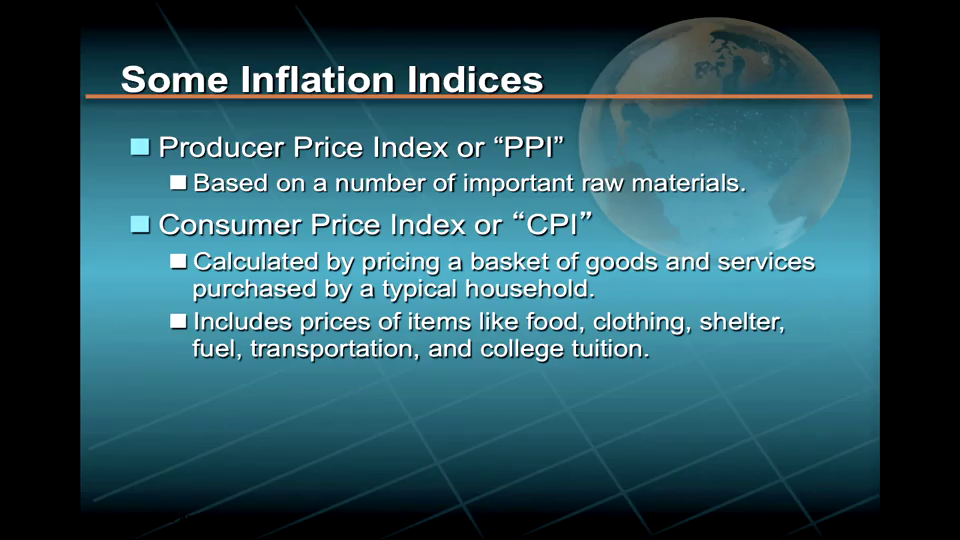 Some Inflation Indices
Producer Price Index or “PPI”
Based on a number of important raw materials.
Consumer Price Index or “CPI”
Calculated by pricing a basket of goods and services
purchased by a typical household.
Includes prices of items like food, clothing, shelter,
fuel, transportation, and college tuition.